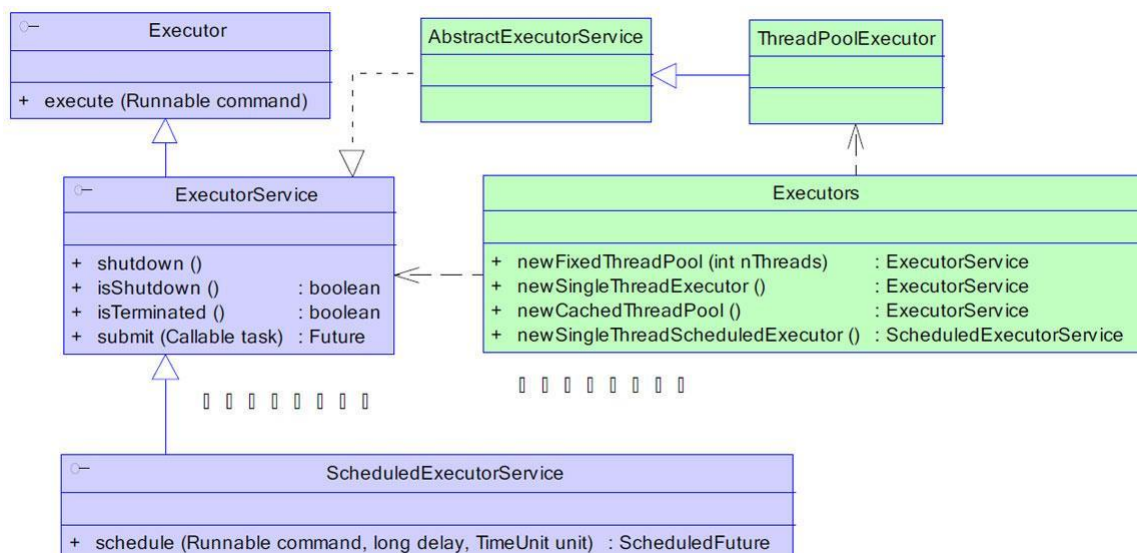 Executor
+ execute (Runnable command)
AbstractExecutorService
ThreadPoolExecutor
ExecutorService
+ shutdown ()
+ isShutdown () : boolean
+ isTerminated () : boolean
+ submit (Callable task) : Future
Executors
+ newFixedThreadPool (int nThreads) : ExecutorService
+ newSingleThreadExecutor () : ExecutorService
+ newCachedThreadPool () : ExecutorService
+ newSingleThreadScheduledExecutor () : ScheduledExecutorService
ScheduledExecutorService
+ schedule (Runnable command, long delay, TimeUnit unit) : ScheduledFuture